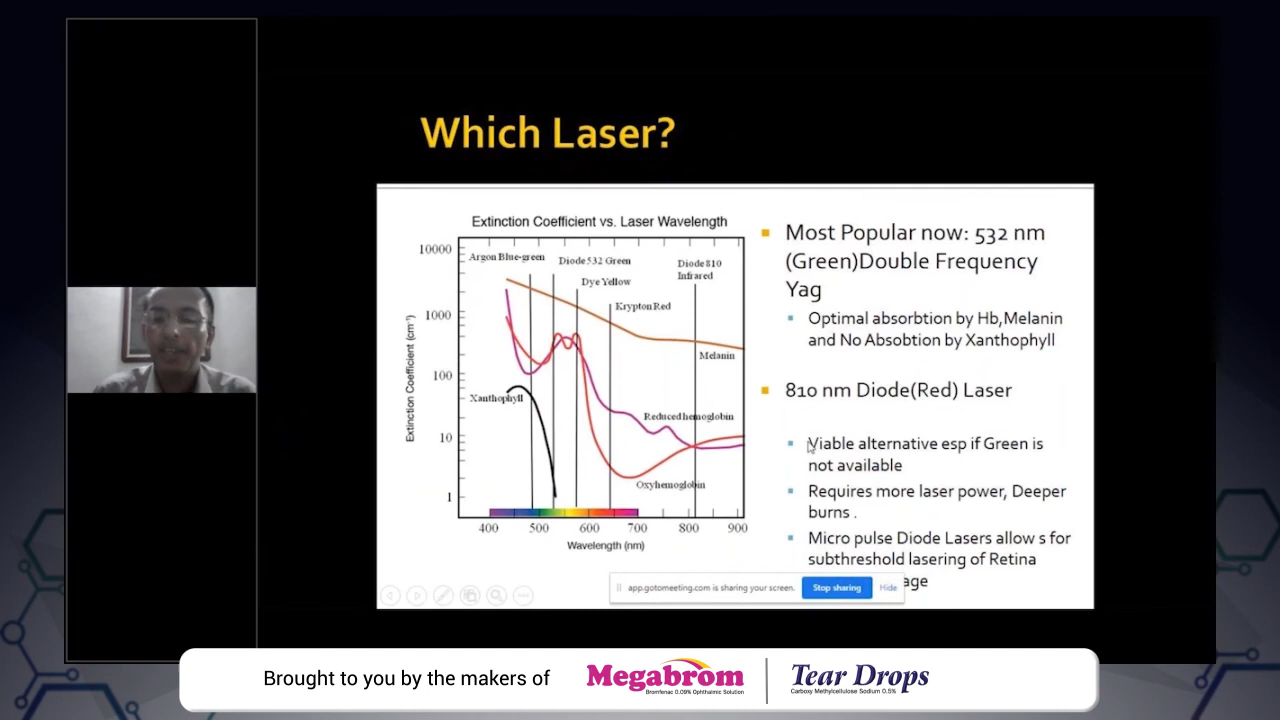 Which Laser?
Extinction Coefficient vs. Laser Wavelength
10000
1000
100
10
1
Extinction Coefficient (cm⁻¹)
Argon Blue-green
Diode 532 Green
Dye Yellow
Krypton Red
Diode 810
Infrared
Melanin
Xanthophyll
Reduced hemoglobin
Oxyhemoglobin
400 500 600 700 800 900
Wavelength (nm)
Most Popular now: 532 nm
(Green)Double Frequency
Yag
Optimal absorbtion by Hb,Melanin
and No Absobtion by Xanthophyll
810 nm Diode(Red) Laser
Viable alternative esp if Green is
not available
Requires more laser power, Deeper
burns .
Micro pulse Diode Lasers allow s for
subthreshold lasering of Retina
age
app.gotomeeting.com is sharing your screen.
Stop sharing
Hide
Brought to you by the makers of
Megabrom
Bromfenac 0.09% Ophthalmic Solution
Tear Drops
Carboxy Methylcellulose Sodium 0.5%